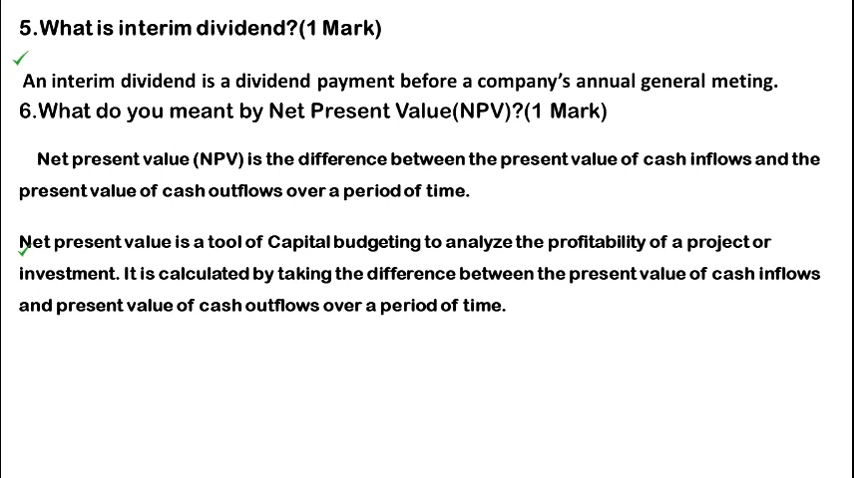 5.What is interim dividend?(1 Mark)
An interim dividend is a dividend payment before a company's annual general meting.
6.What do you meant by Net Present Value(NPV)?(1 Mark)
Net present value (NPV) is the difference between the present value of cash inflows and the
present value of cash outflows over a period of time.
Net present value is a tool of Capital budgeting to analyze the profitability of a project or
investment. It is calculated by taking the difference between the present value of cash inflows
and present value of cash outflows over a period of time.